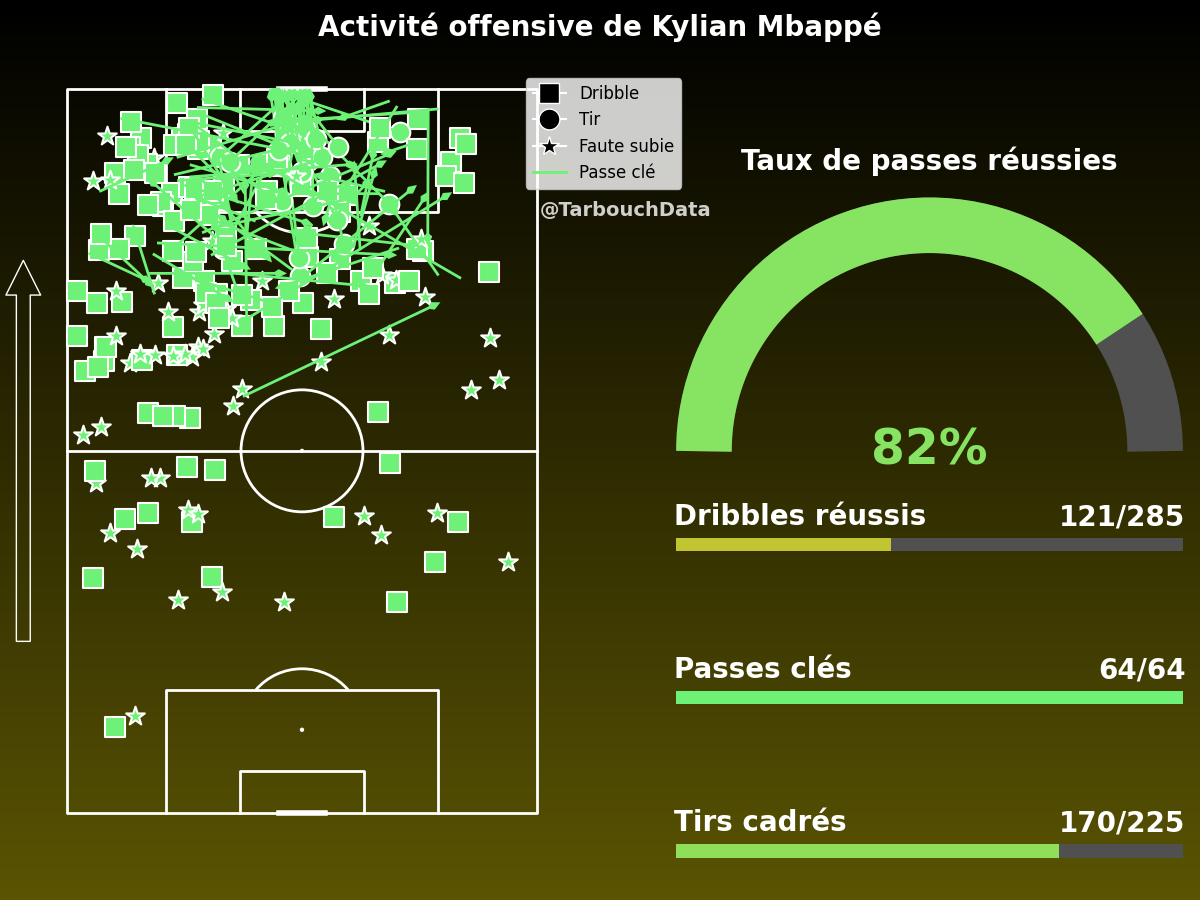 Activité offensive de Kylian Mbappé
Dribble
Tir
Faute subie
Passe clé
@TarbouchData
Taux de passes réussies
82%
Dribbles réussis 121/285
Passes clés 64/64
Tirs cadrés 170/225